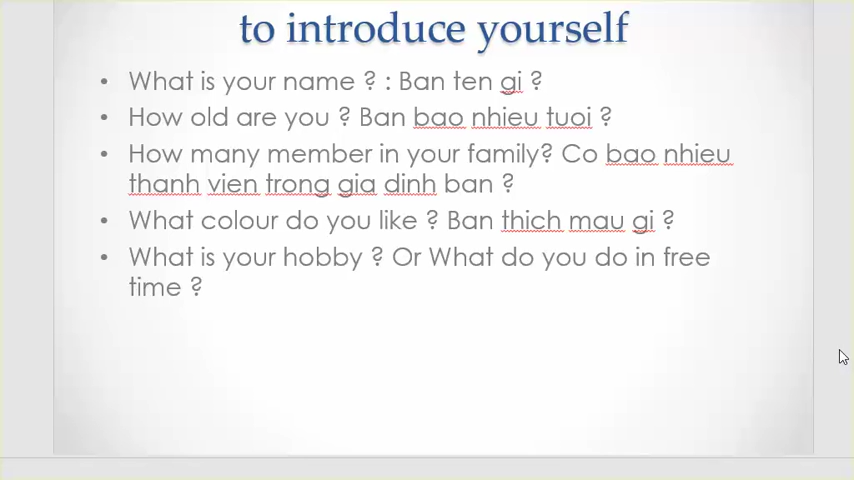 to introduce yourself
• What is your name ? : Ban ten gi ?
• How old are you ? Ban bao nhieu tuoi ?
• How many member in your family? Co bao nhieu
thanh vien trong gia dinh ban ?
• What colour do you like ? Ban thich mau gi ?
• What is your hobby ? Or What do you do in free
time ?